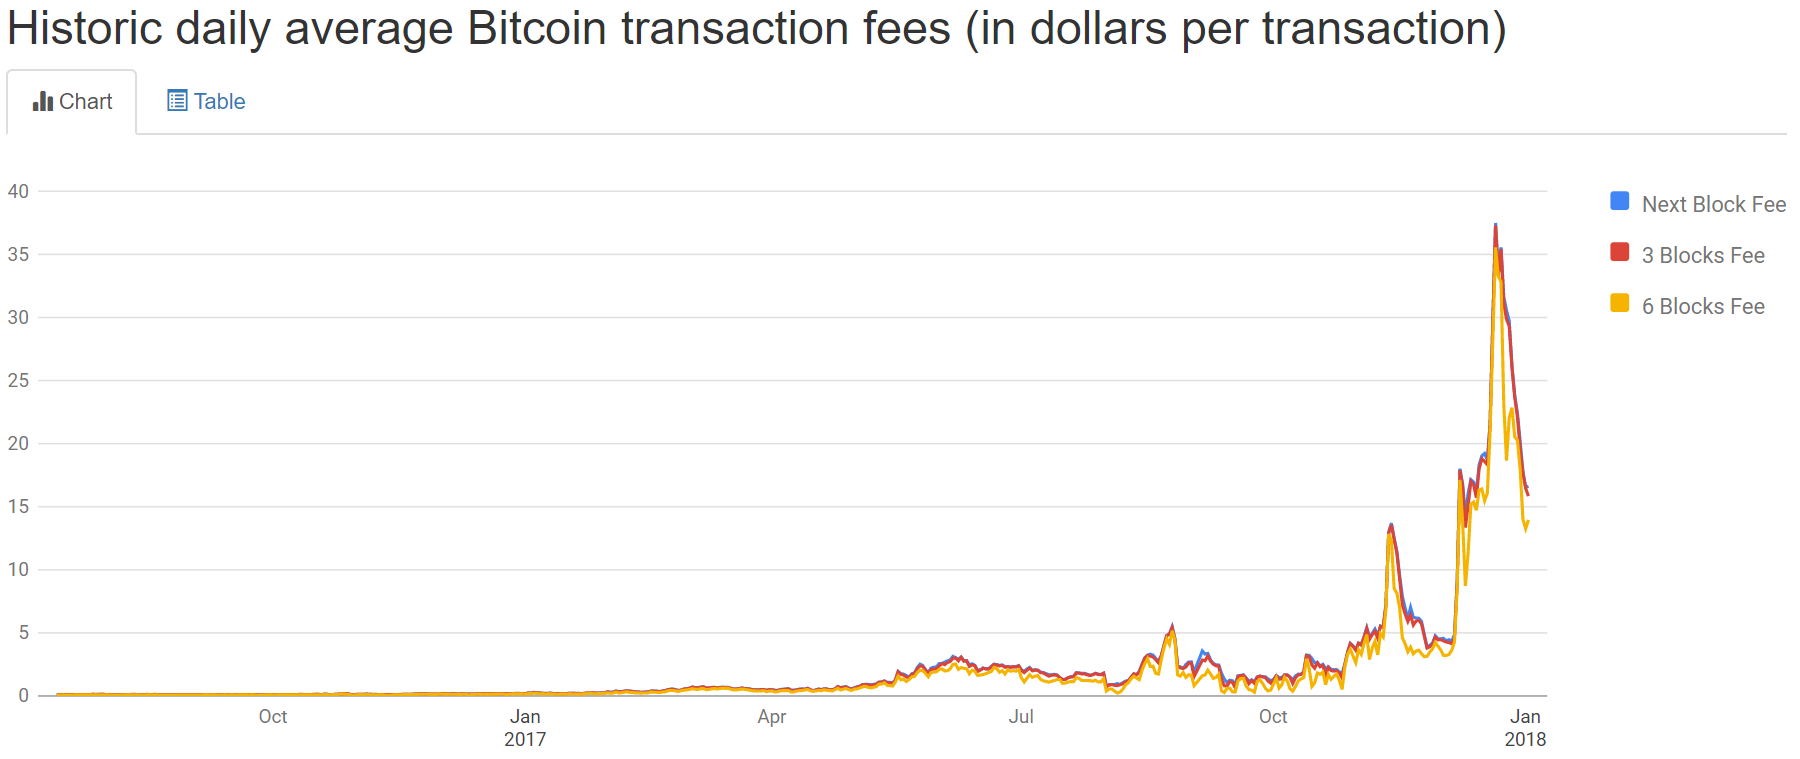 Historic daily average Bitcoin transaction fees (in dollars per transaction)
Chart
Table
40
35
30
25
20
15
10
5
0
Oct
Jan
2017
Apr
Jul
Oct
Jan
2018
Next Block Fee
3 Blocks Fee
6 Blocks Fee